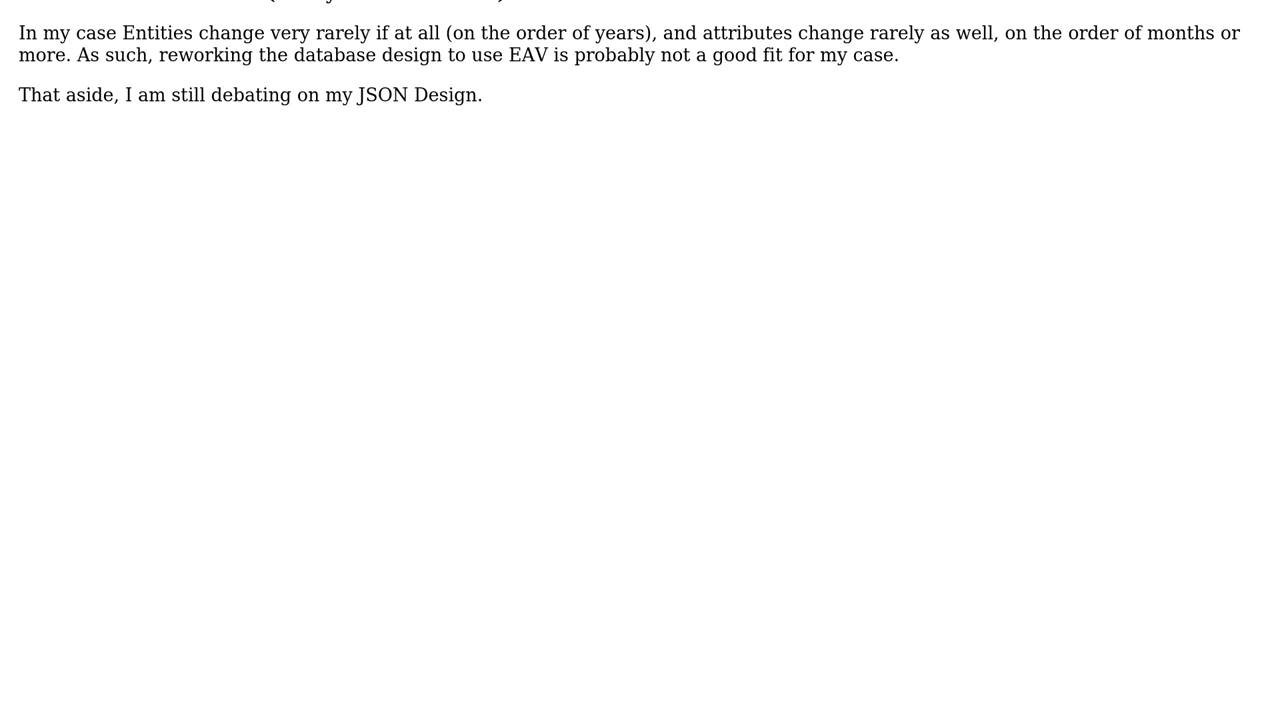 In my case Entities change very rarely if at all (on the order of years), and attributes change rarely as well, on the order of months or
more. As such, reworking the database design to use EAV is probably not a good fit for my case.
That aside, I am still debating on my JSON Design.